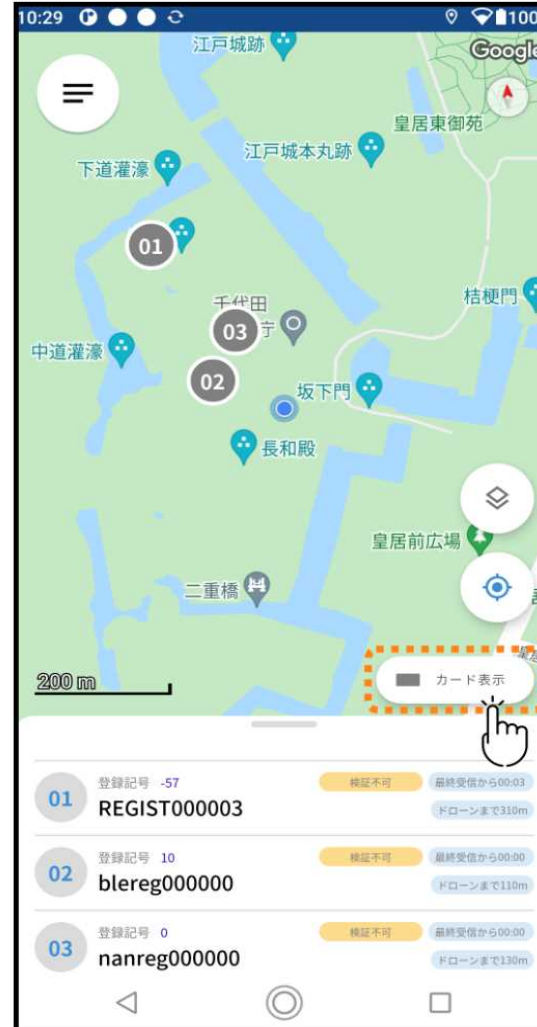 10:29
100
江戸城跡
Google
皇居東御苑
江戸城本丸跡
下道灌濠
01
千代田
桔梗門
03
庁
中道灌濠
02
坂下門
長和殿
皇居前広場
二重橋
200 m
カード表示
登録記号 -57
検証不可
最終受信から00:03
01
REGIST000003
ドローンまで310m
登録記号 10
検証不可
最終受信から00:00
02
blereg000000
ドローンまで110m
登録記号 0
検証不可
最終受信から00:00
03
nanreg000000
ドローンまで130m